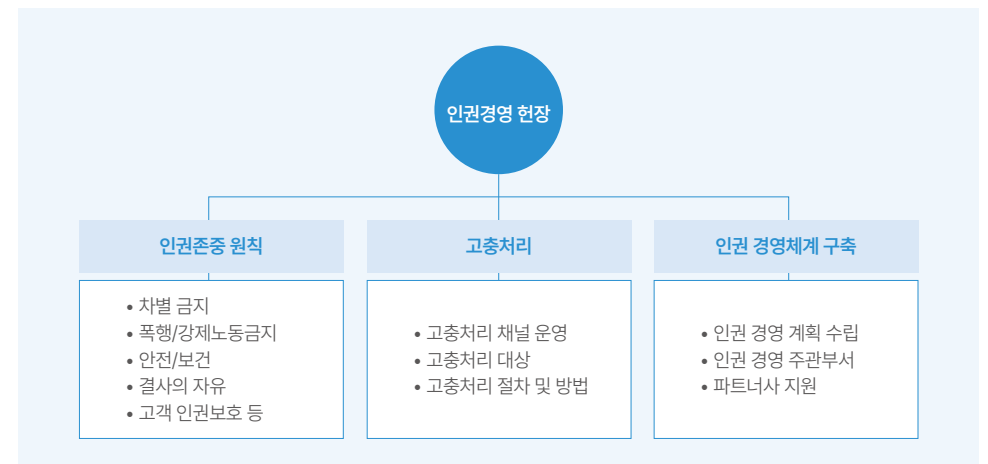 인권경영 헌장
인권존중 원칙
• 차별 금지
• 폭행/강제노동금지
• 안전/보건
• 결사의 자유
• 고객 인권보호 등
고충처리
• 고충처리 채널 운영
• 고충처리 대상
• 고충처리 절차 및 방법
인권 경영체계 구축
• 인권 경영 계획 수립
• 인권 경영 주관부서
• 파트너사 지원